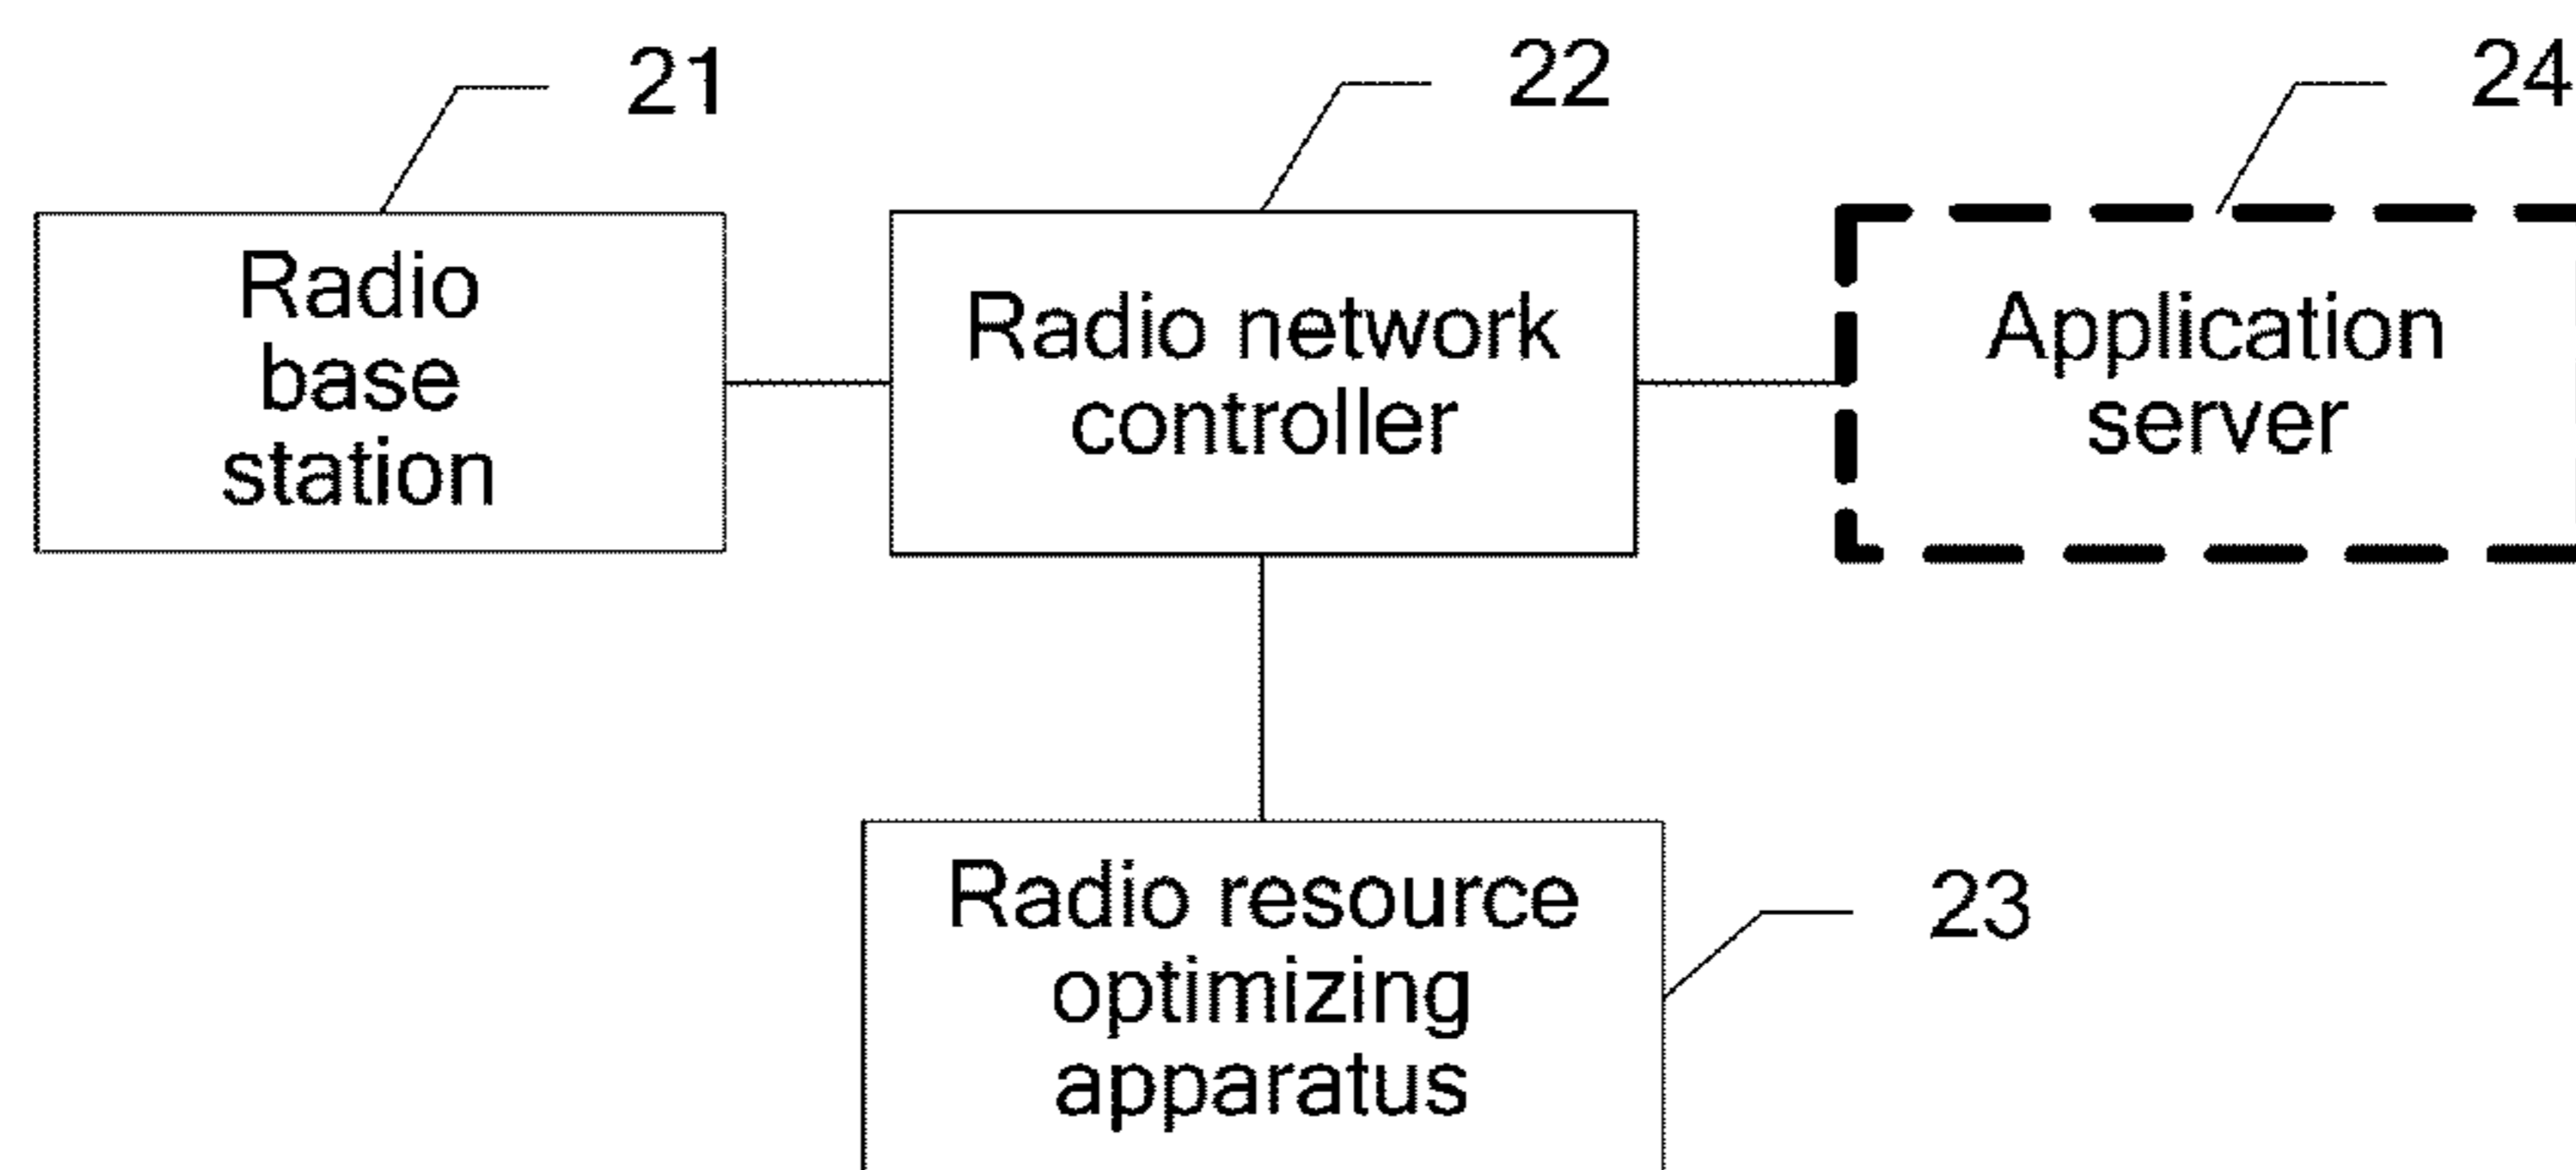 21
22
24
Radio
base
station
Radio network
controller
Application
server
Radio resource
optimizing
apparatus
23